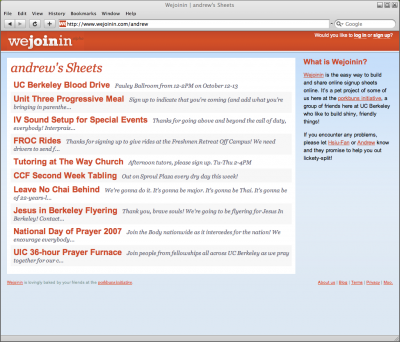 Wejoinin | andrew's Sheets
File Edit View History Bookmarks Window Help
http://www.wejoinin.com/andrew
Google
wejoinin
Would you like to log in or sign up?
andrew's Sheets
UC Berkeley Blood Drive Pauley Ballroom from 12-2PM on October 12-13
Unit Three Progressive Meal Sign up to indicate that you're coming (and add what you're
bringing in parenthe...
IV Sound Setup for Special Events Thanks for going above and beyond the call of duty,
everybody! Interprais...
FROC Rides Thanks for signing up to give rides at the Freshmen Retreat Off Campus! We need
drivers to send f...
Tutoring at The Way Church Afternoon tutors, please sign up. Tu-Thu 2-4PM
CCF Second Week Tabling Out on Sproul Plaza every dry day this week!
Leave No Chai Behind We're gonna do it. It's gonna be major. It's gonna be Thai. It's gonna be
of 20-years-l...
Jesus in Berkeley Flyering Thank you, brave souls! We're going to be flyering for Jesus In
Berkeley! Contact...
National Day of Prayer 2007 Join the Body nationwide as it intercedes for the nation! We
encourage everybody...
UIC 36-hour Prayer Furnace Join people from fellowships all across UC Berkeley as we pray
together for our c...
What is Wejoinin?
Wejoinin is the easy way to build
and share online signup sheets
online. It's a pet project of some of
us here at the porkbuns initiative, a
group of friends here at UC Berkeley
who like to build shiny, friendly
things!
If you encounter any problems,
please let Hsiu-Fan or Andrew know
and they promise to help you out
lickety-split!
Wejoinin is lovingly baked by your friends at the porkbuns initiative
About us | Blog | Terms | Privacy | Misc.